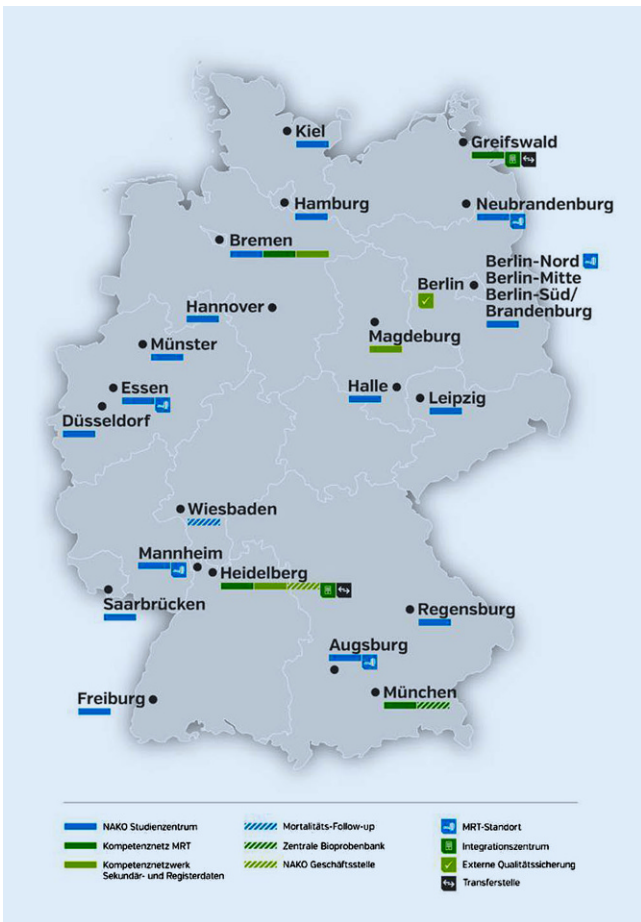 Kiel
Greifswald
Hamburg
Neubrandenburg
Bremen
Berlin-Nord
Berlin
Berlin-Mitte
Berlin-Süd/
Brandenburg
Hannover
Magdeburg
Münster
Essen
Halle
Leipzig
Düsseldorf
Wiesbaden
Mannheim
Heidelberg
Saarbrücken
Regensburg
Augsburg
Freiburg
München
NAKO Studienzentrum
Mortalitäts-Follow-up
MRT-Standort
Kompetenznetz MRT
Zentrale Bioprobenbank
Integrationszentrum
Kompetenznetzwerk
Sekundär- und Registerdaten
NAKO Geschäftsstelle
Externe Qualitätssicherung
Transferstelle